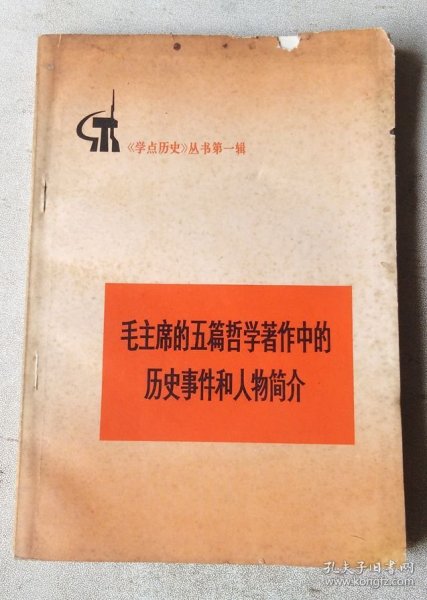 《学点历史》丛书第一辑
毛主席的五篇哲学著作中的
历史事件和人物简介
孔夫子旧书网
www.kongfz.com